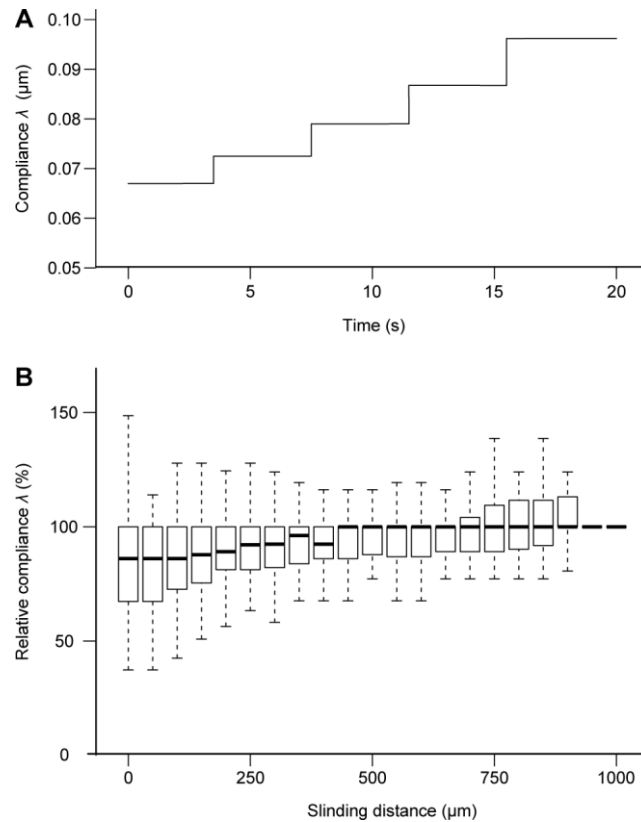 A
0.10
0.09
0.08
0.07
0.06
0.05
Compliance λ (µm)
0 5 10 15 20
Time (s)
B
150
100
50
0
Relative compliance λ (%)
0 250 500 750 1000
Slinding distance (µm)